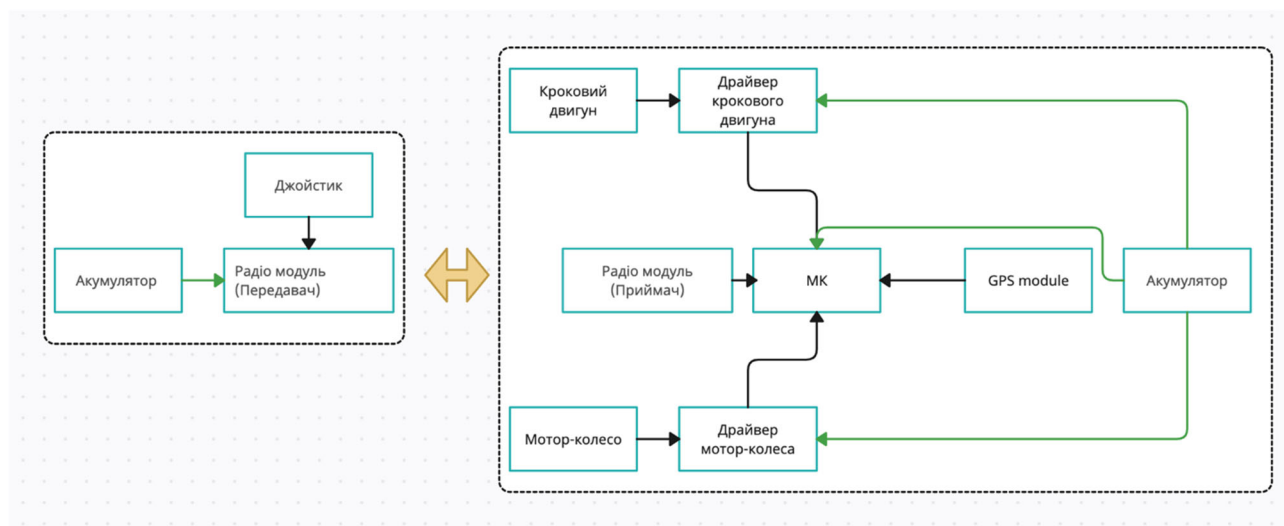 Джойстик
Акумулятор
Радіо модуль
(Передавач)
Кроковий
двигун
Драйвер
крокового
двигуна
Радіо модуль
(Приймач)
МК
GPS module
Акумулятор
Мотор-колесо
Драйвер
мотор-колеса